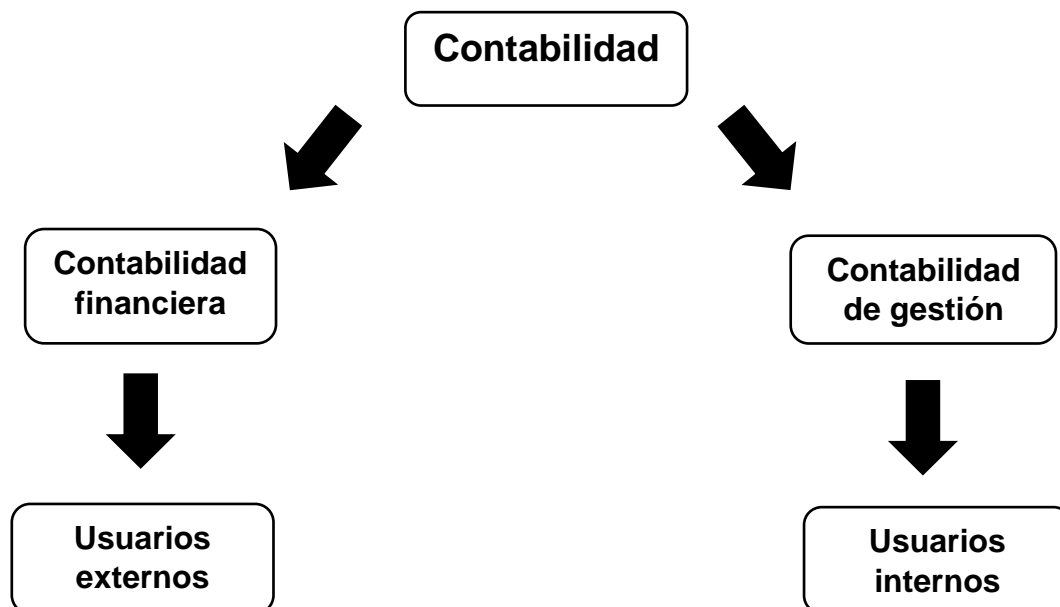 Contabilidad
Contabilidad
financiera
Contabilidad
de gestión
Usuarios
externos
Usuarios
internos